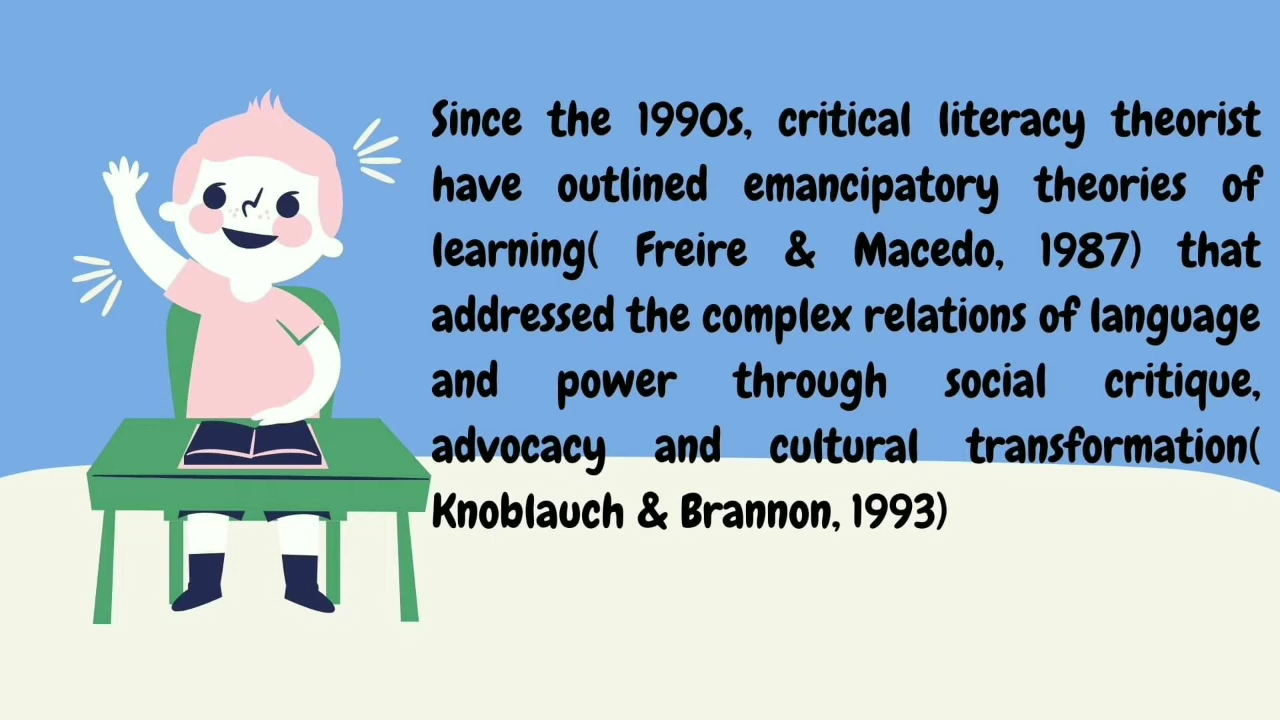 Since the 1990s, critical literacy theorist
have outlined emancipatory theories of
learning( Freire & Macedo, 1987) that
addressed the complex relations of language
and power through social critique,
advocacy and cultural transformation(
Knoblauch & Brannon, 1993)